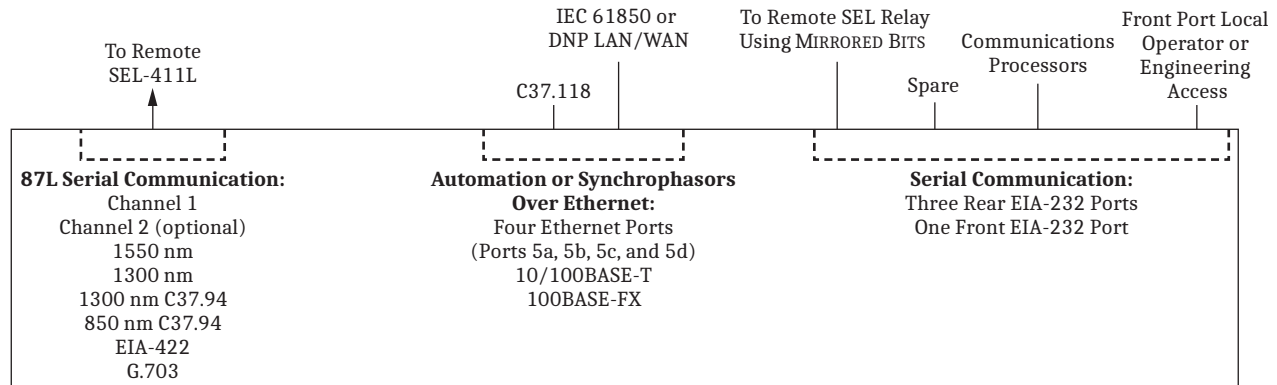 To Remote
SEL-411L
C37.118
IEC 61850 or
DNP LAN/WAN
To Remote SEL Relay
Using MIRRORED BITS
Spare
Communications
Processors
Front Port Local
Operator or
Engineering
Access
87L Serial Communication:
Channel 1
Channel 2 (optional)
1550 nm
1300 nm
1300 nm C37.94
850 nm C37.94
EIA-422
G.703
Automation or Synchrophasors
Over Ethernet:
Four Ethernet Ports
(Ports 5a, 5b, 5c, and 5d)
10/100BASE-T
100BASE-FX
Serial Communication:
Three Rear EIA-232 Ports
One Front EIA-232 Port